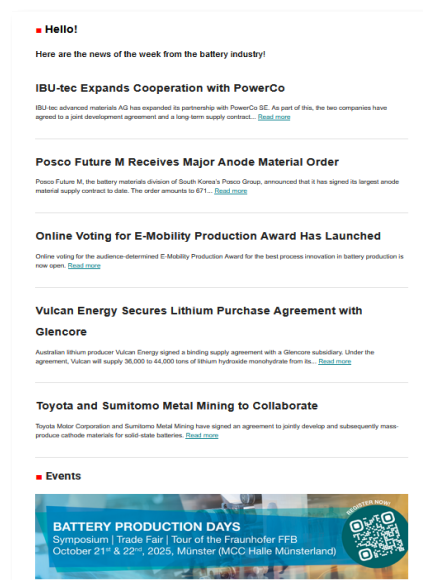 Hello!
Here are the news of the week from the battery industry!
IBU-tec Expands Cooperation with PowerCo
IBU-tec advanced materials AG has expanded its partnership with PowerCo SE. As part of this, the two companies have
agreed to a joint development agreement and a long-term supply contract... Read more
Posco Future M Receives Major Anode Material Order
Posco Future M, the battery materials division of South Korea's Posco Group, announced that it has signed its largest anode
material supply contract to date. The order amounts to 671... Read more
Online Voting for E-Mobility Production Award Has Launched
Online voting for the audience-determined E-Mobility Production Award for the best process innovation in battery production is
now open. Read more
Vulcan Energy Secures Lithium Purchase Agreement with
Glencore
Australian lithium producer Vulcan Energy signed a binding supply agreement with a Glencore subsidiary. Under the
agreement, Vulcan will supply 36,000 to 44,000 tons of lithium hydroxide monohydrate from its... Read more
Toyota and Sumitomo Metal Mining to Collaborate
Toyota Motor Corporation and Sumitomo Metal Mining have signed an agreement to jointly develop and subsequently mass-
produce cathode materials for solid-state batteries. Read more
Events
REGISTER NOW!
BATTERY PRODUCTION DAYS
Symposium | Trade Fair | Tour of the Fraunhofer FFB
October 21st & 22nd, 2025, Münster (MCC Halle Münsterland)